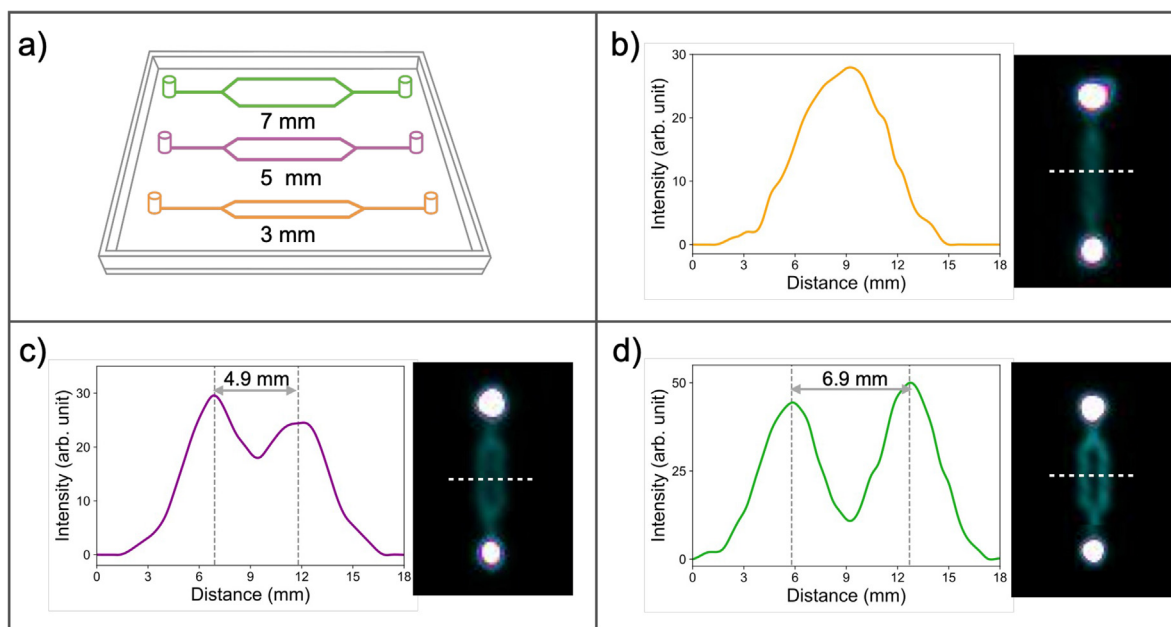 a)
7 mm
5 mm
3 mm
b)
Intensity (arb. unit)
30
20
10
0
0 3 6 9 12 15 18
Distance (mm)
c)
4.9 mm
Intensity (arb. unit)
30
20
10
0
0 3 6 9 12 15 18
Distance (mm)
d)
6.9 mm
Intensity (arb. unit)
50
25
0
0 3 6 9 12 15 18
Distance (mm)